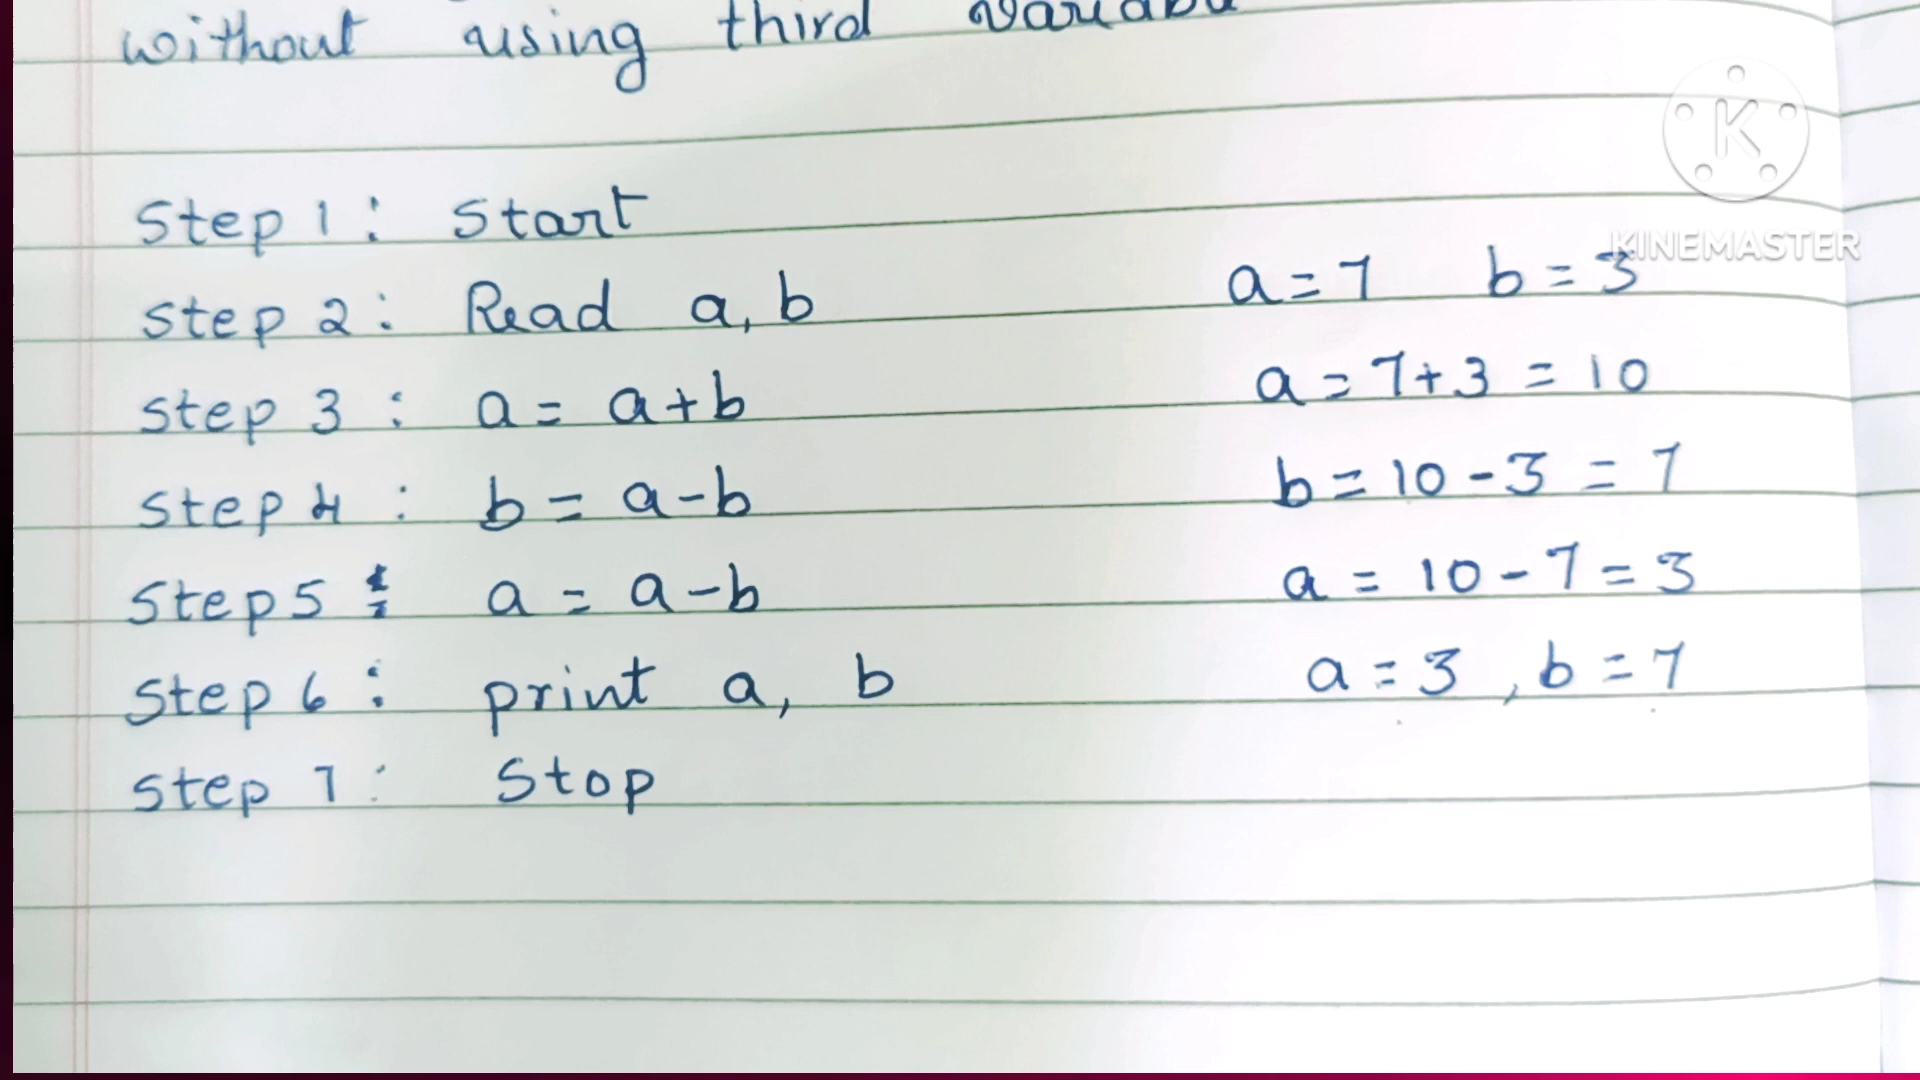 without using third variable
Step 1: Start
Step 2: Read a, b
Step 3: a = a+b
Step 4: b = a-b
Step 5: a = a-b
Step 6: print a, b
Step 7: Stop
a = 7 b = 3
a = 7+3 = 10
b = 10-3 = 7
a = 10-7 = 3
a = 3, b = 7
K
KINEMASTER